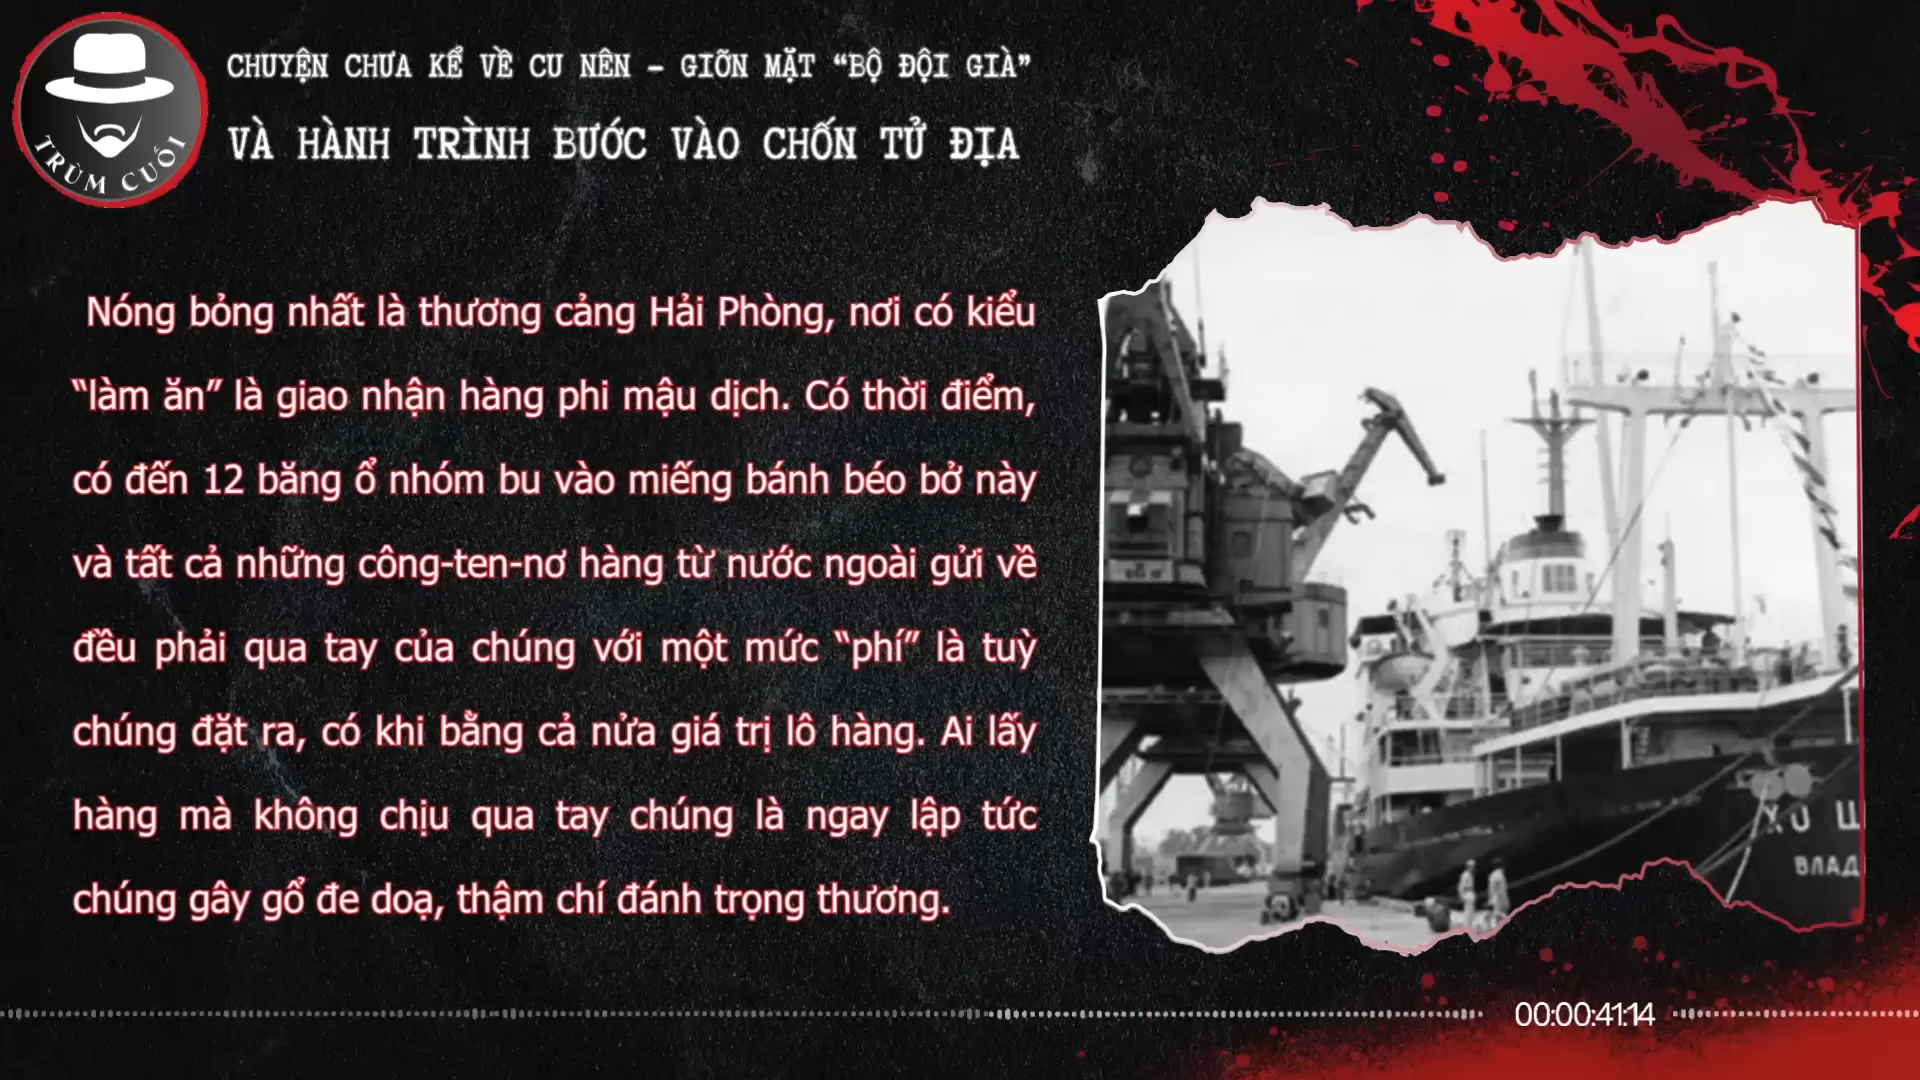 TRÙM CUỐI
CHUYỆN CHƯA KỂ VỀ CU NÊN – GIỠN MẶT “BỘ ĐỘI GIÀ”
VÀ HÀNH TRÌNH BƯỚC VÀO CHỐN TỬ ĐỊA
Nóng bỏng nhất là thương cảng Hải Phòng, nơi có kiểu
“làm ăn” là giao nhận hàng phi mậu dịch. Có thời điểm,
có đến 12 băng ổ nhóm bu vào miếng bánh béo bở này
và tất cả những công-ten-nơ hàng từ nước ngoài gửi về
đều phải qua tay của chúng với một mức “phí” là tuỳ
chúng đặt ra, có khi bằng cả nửa giá trị lô hàng. Ai lấy
hàng mà không chịu qua tay chúng là ngay lập tức
chúng gây gổ đe doạ, thậm chí đánh trọng thương.
ВЛАД
00:00:41:14